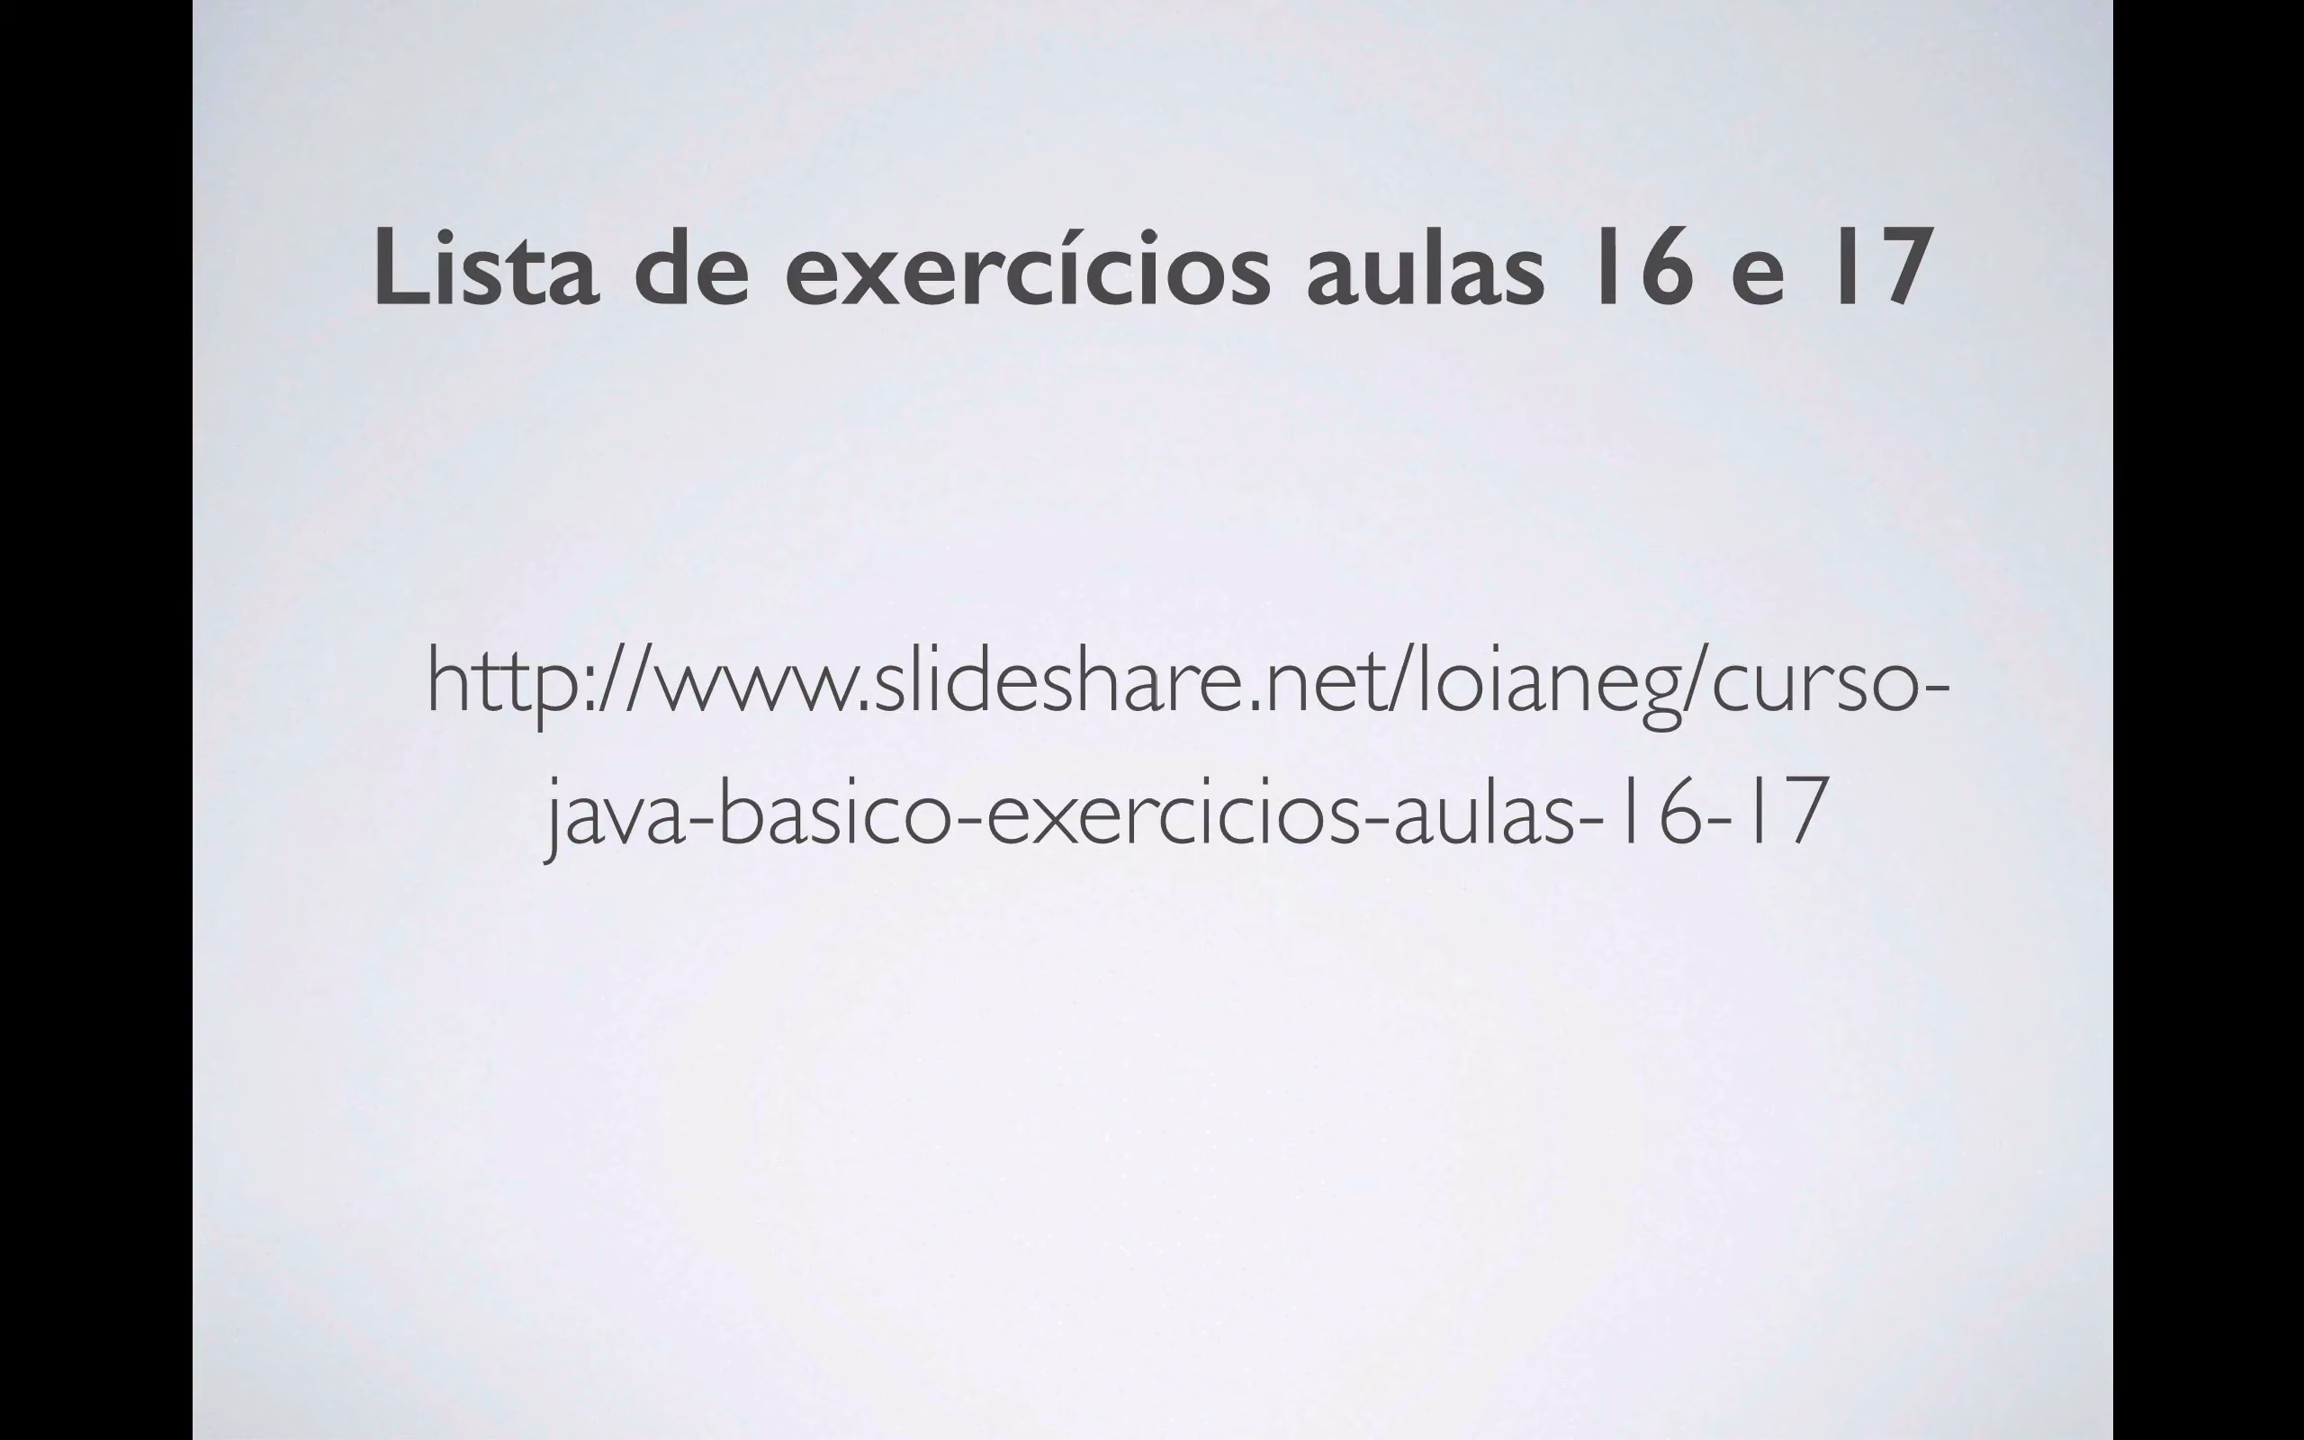 Lista de exercícios aulas 16 e 17
http://www.slideshare.net/loianeg/curso-
java-basico-exercicios-aulas-16-17